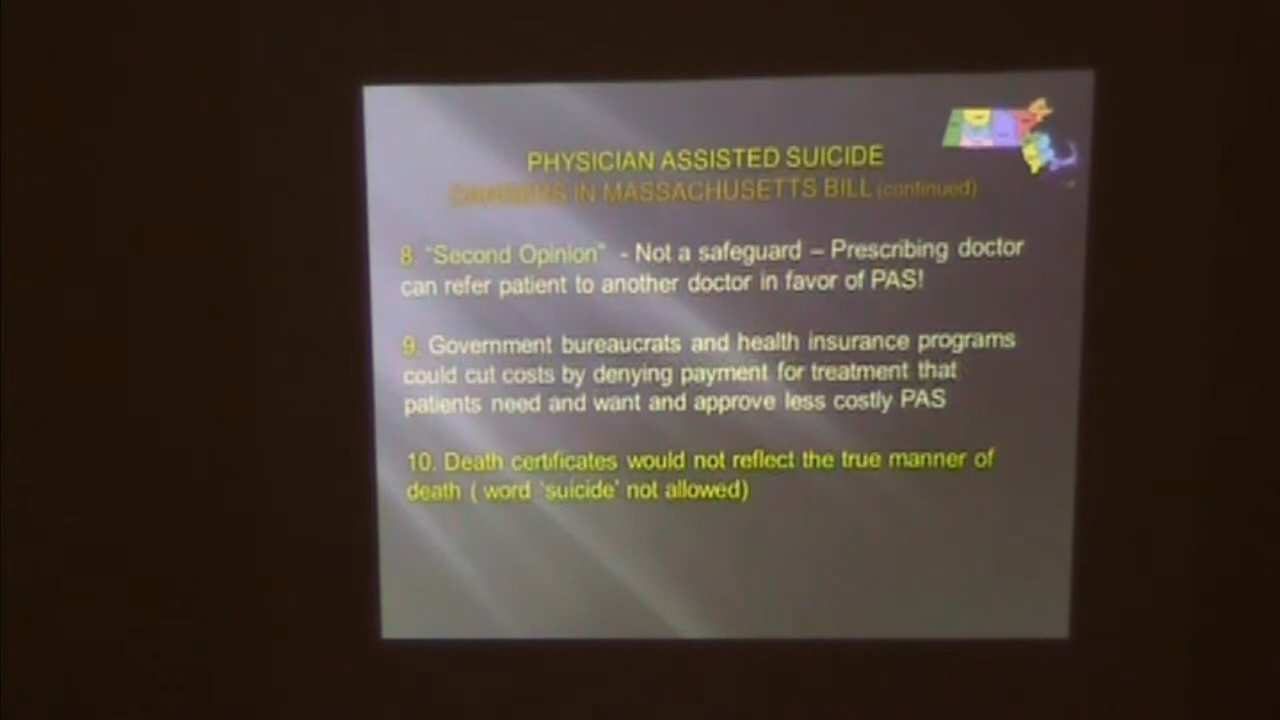 PHYSICIAN ASSISTED SUICIDE
DANGERS IN MASSACHUSETTS BILL (continued)
8. “Second Opinion” - Not a safeguard – Prescribing doctor
can refer patient to another doctor in favor of PAS!
9. Government bureaucrats and health insurance programs
could cut costs by denying payment for treatment that
patients need and want and approve less costly PAS
10. Death certificates would not reflect the true manner of
death ( word ‘suicide’ not allowed)